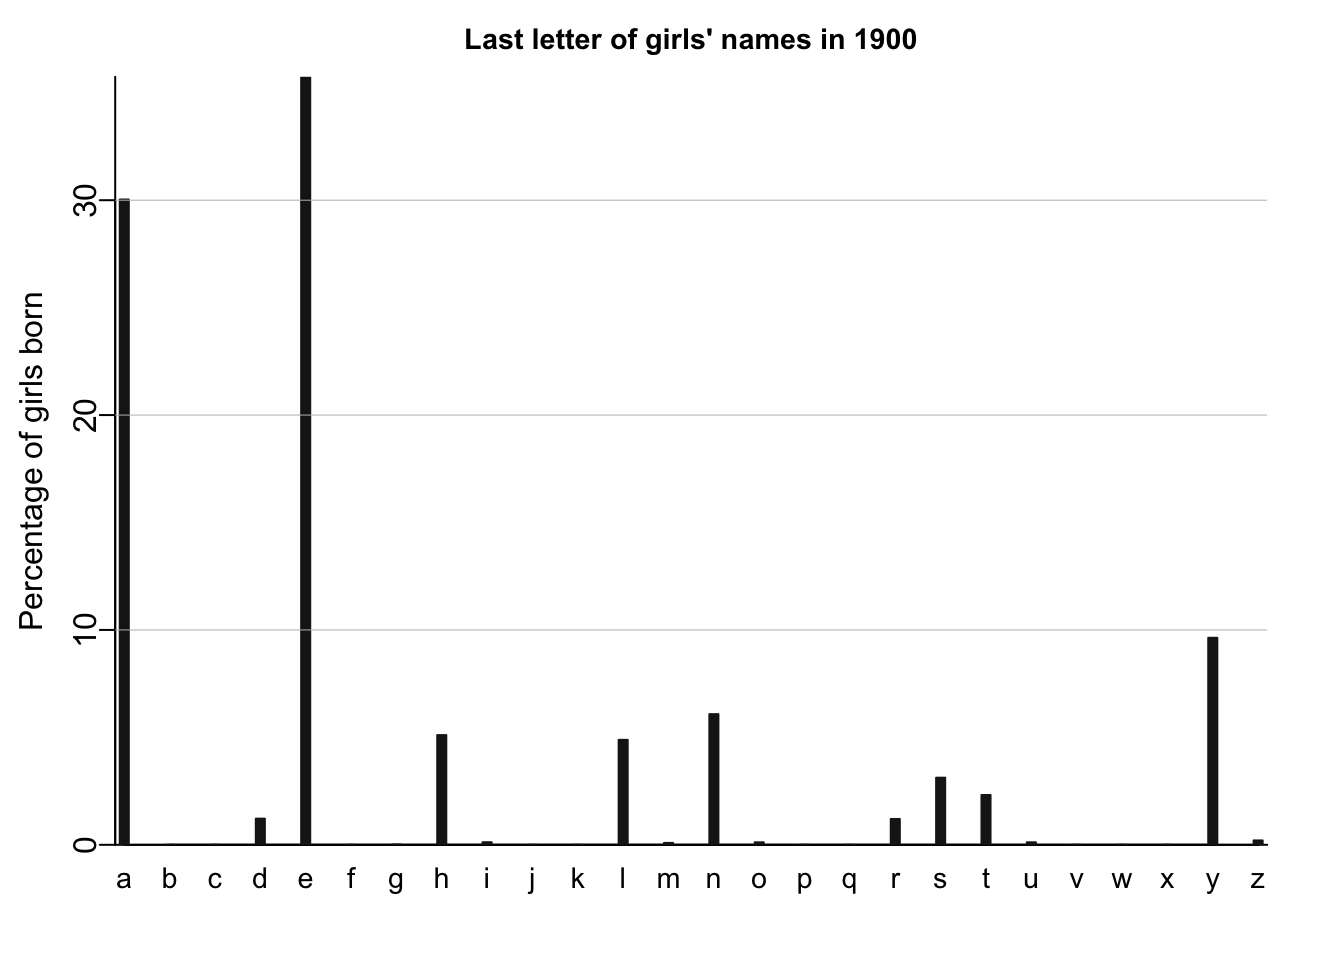 Last letter of girls' names in 1900
Percentage of girls born
30
20
10
0
a b c d e f g h i j k l m n o p q r s t u v w x y z